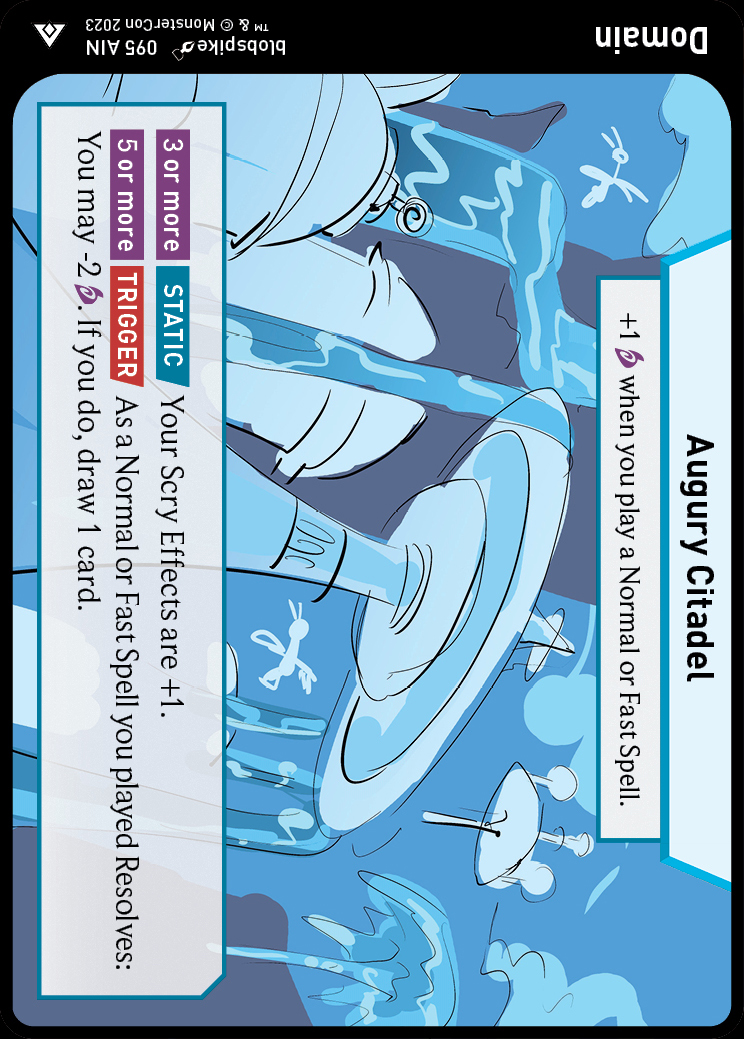 Augury Citadel
+1 when you play a Normal or Fast Spell.
3 or more STATIC Your Scry Effects are +1.
5 or more TRIGGER As a Normal or Fast Spell you played Resolves:
You may -2 . If you do, draw 1 card.
Domain
blobspike 095 AIN
™ & © MonsterCon 2023